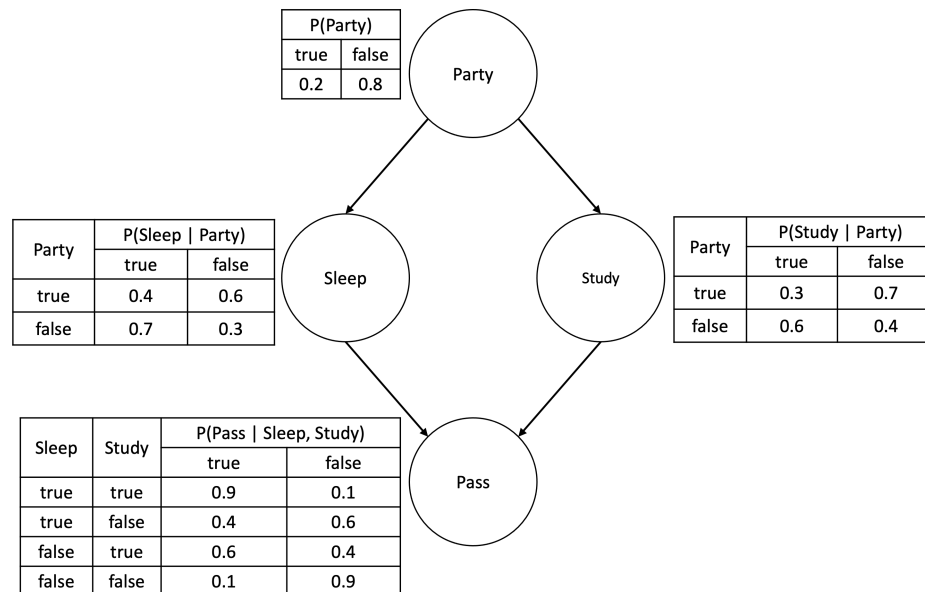 P(Party)
true false
0.2 0.8
Party
Party P(Sleep | Party)
true false
true 0.4 0.6
false 0.7 0.3
Sleep
Study
Party P(Study | Party)
true false
true 0.3 0.7
false 0.6 0.4
Sleep Study P(Pass | Sleep, Study)
true false
true true 0.9 0.1
true false 0.4 0.6
false true 0.6 0.4
false false 0.1 0.9
Pass